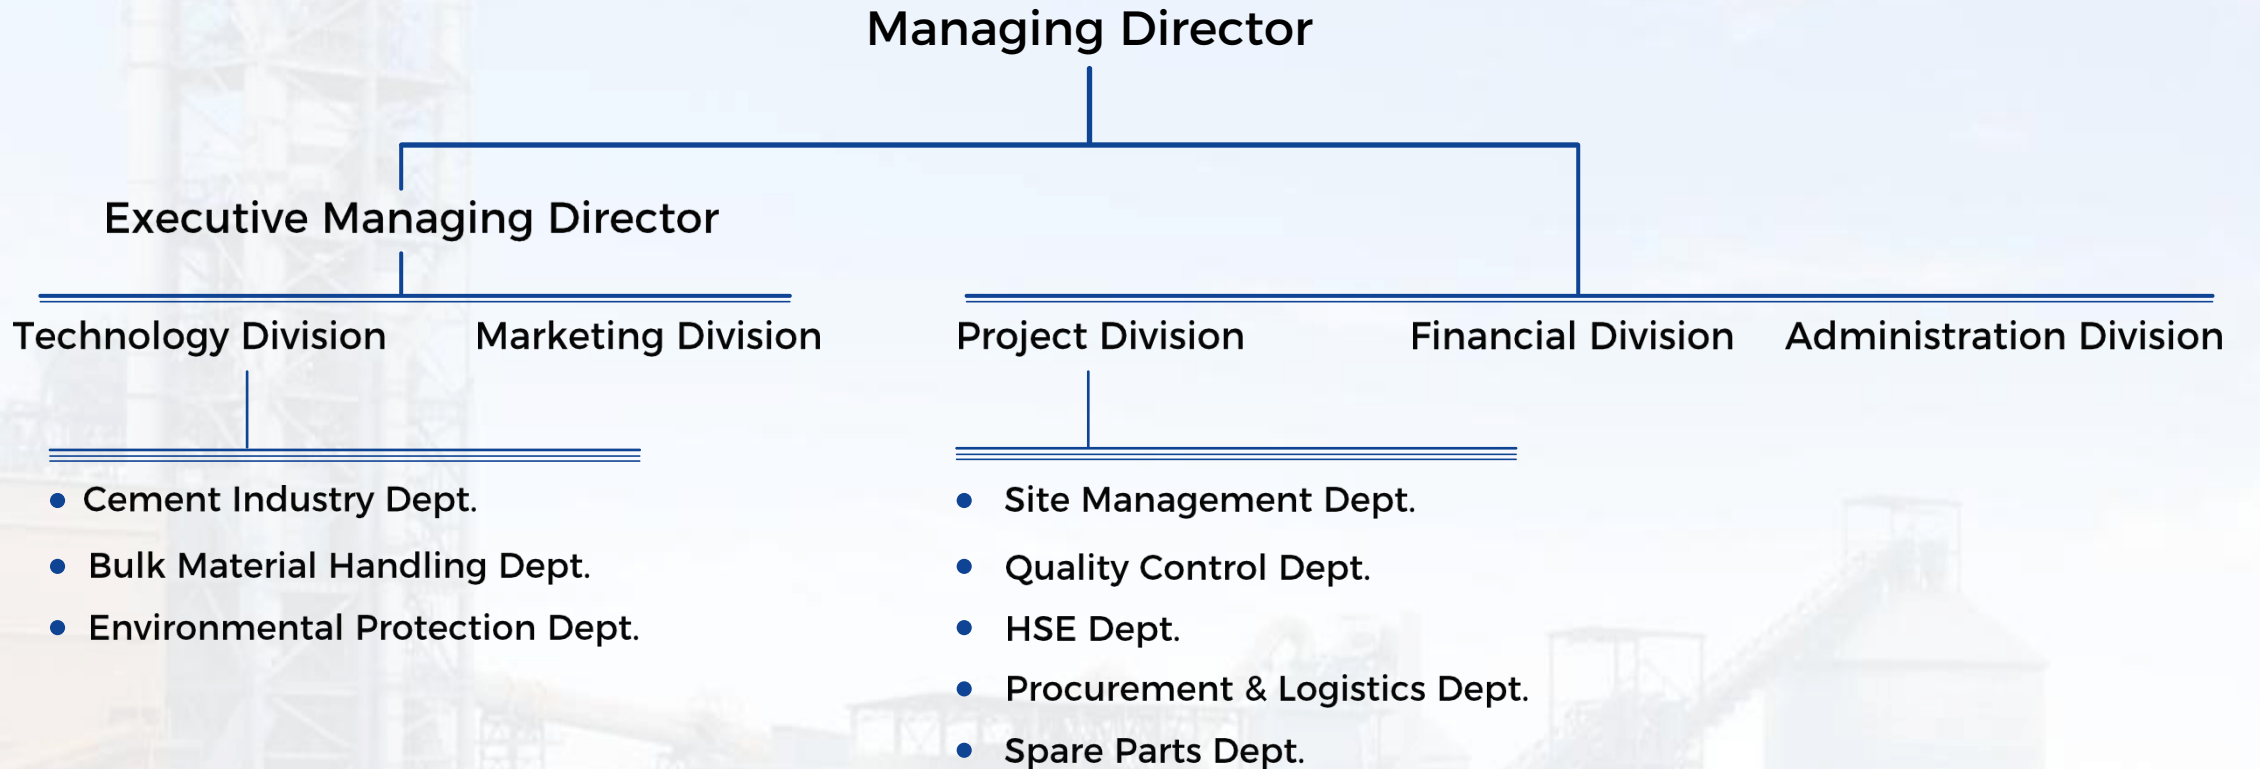 Managing Director
Executive Managing Director
Technology Division
Marketing Division
Project Division
Financial Division
Administration Division
Cement Industry Dept.
Bulk Material Handling Dept.
Environmental Protection Dept.
Site Management Dept.
Quality Control Dept.
HSE Dept.
Procurement & Logistics Dept.
Spare Parts Dept.